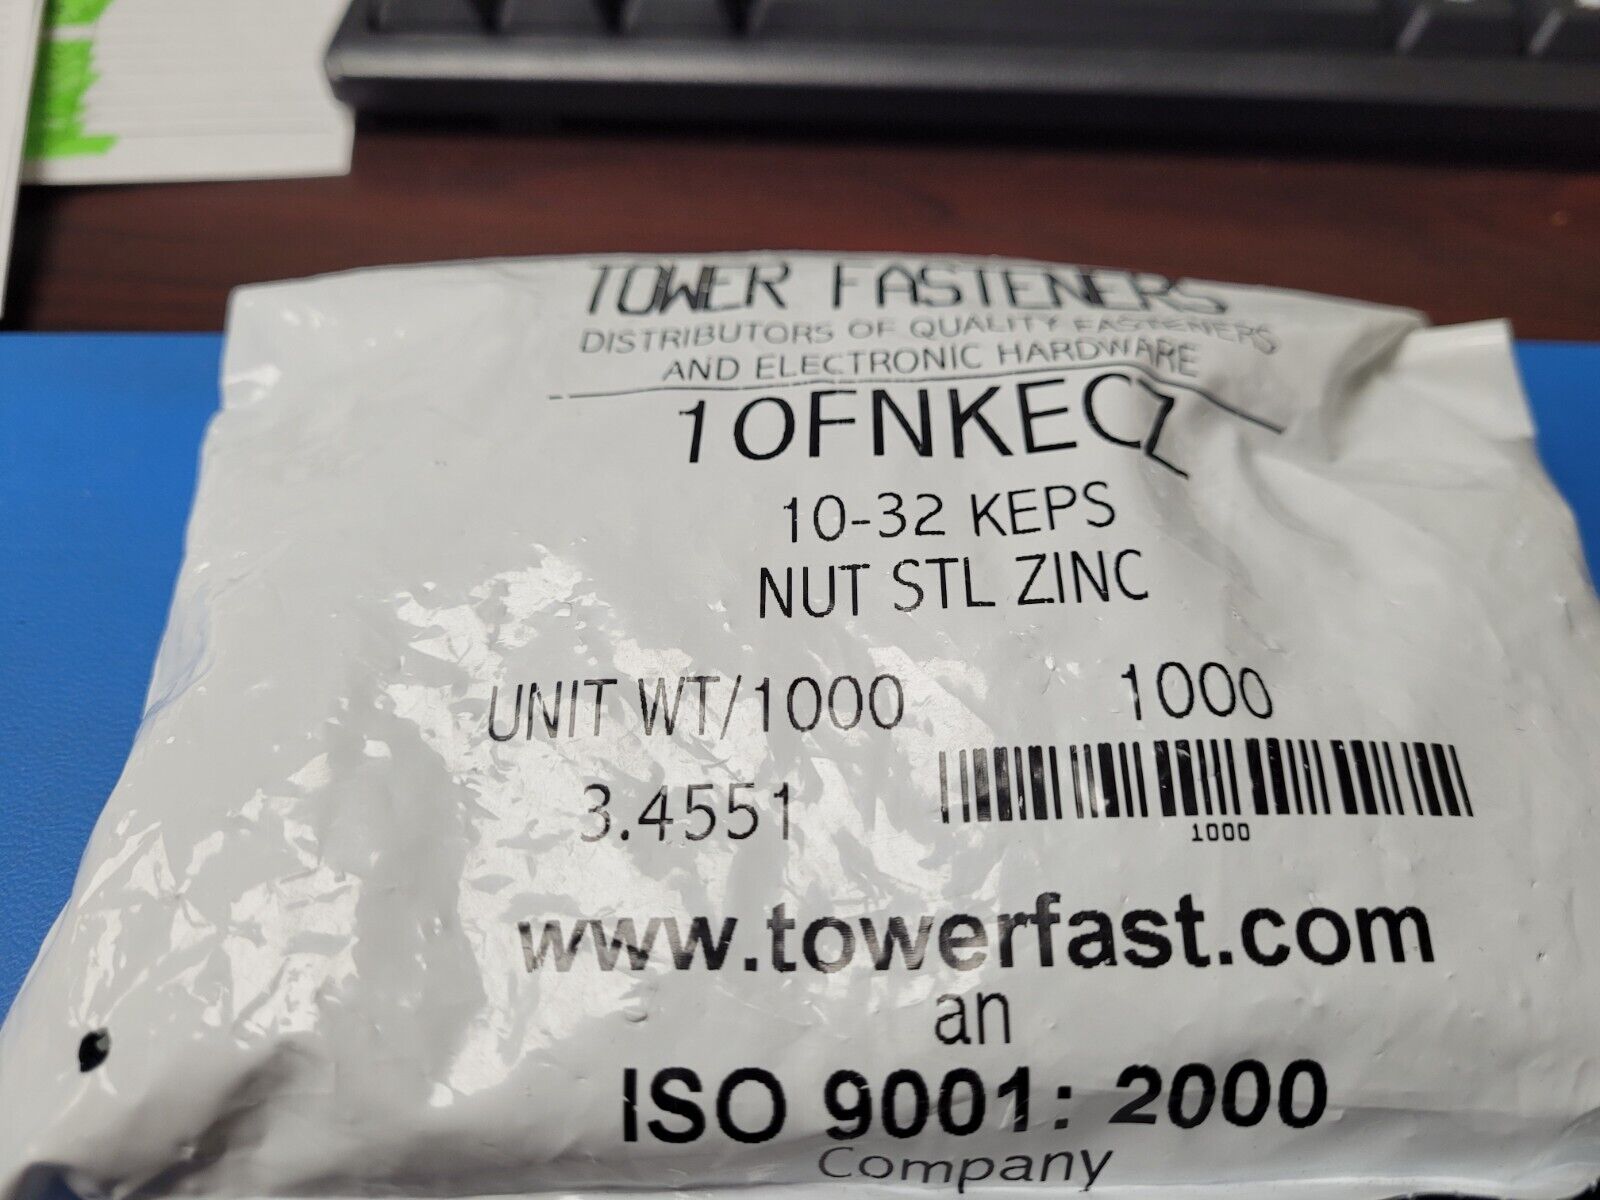 TOWER FASTENERS
DISTRIBUTORS OF QUALITY FASTENERS
AND ELECTRONIC HARDWARE
10FNKECZ
10-32 KEPS
NUT STL ZINC
UNIT WT/1000 1000
3.4551
1000
www.towerfast.com
an
ISO 9001: 2000
Company